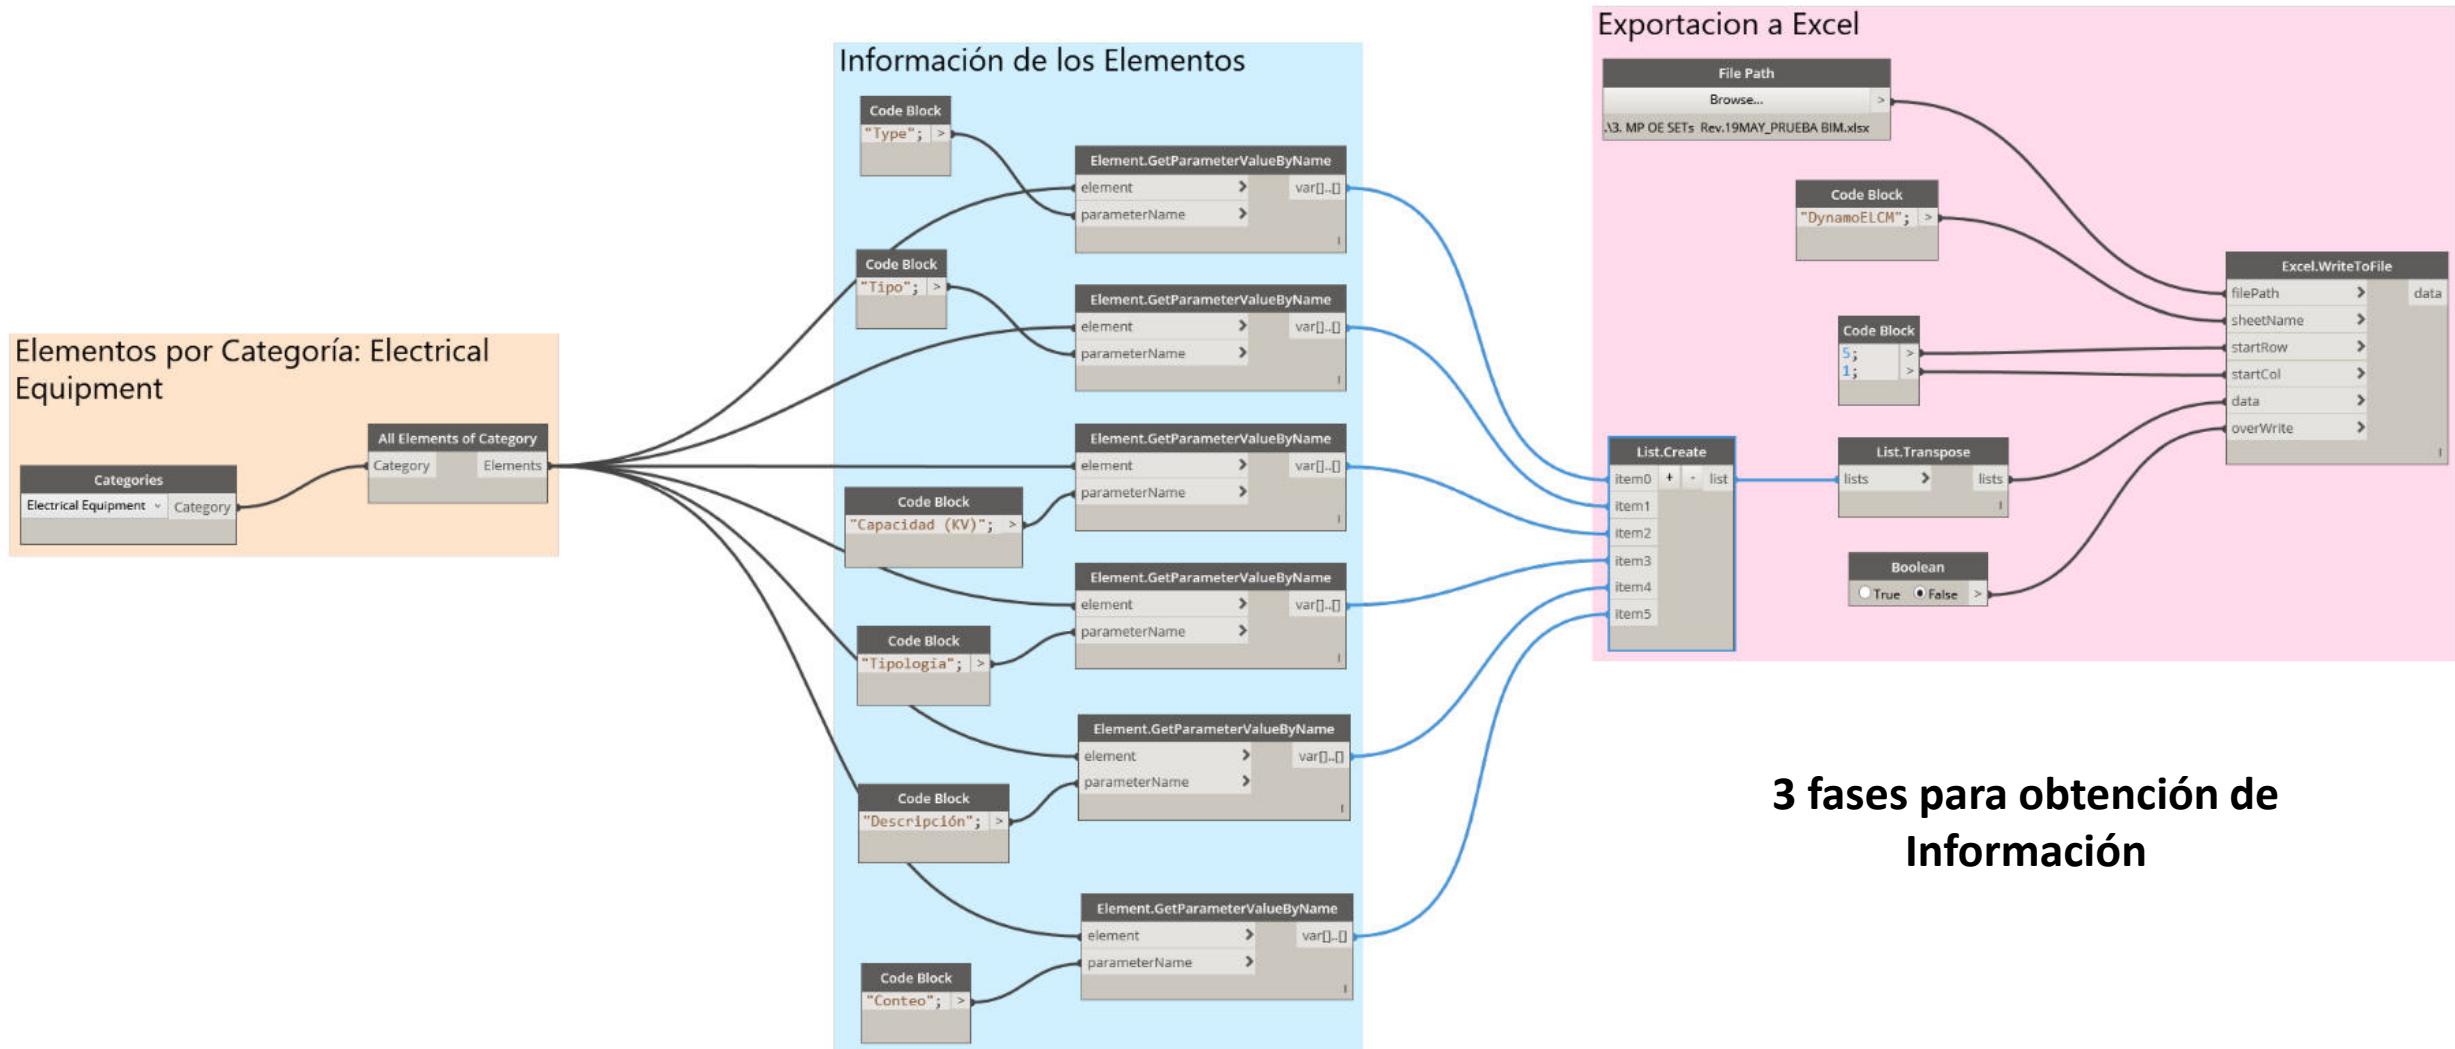 Elementos por Categoría: Electrical
Equipment
Categories
Electrical Equipment
Category
>
All Elements of Category
Category
Elements
Información de los Elementos
Code Block
"Type";
>
Element.GetParameterValueByName
element
>
var[]..[]
parameterName
>
Code Block
"Tipo";
>
Element.GetParameterValueByName
element
>
var[]..[]
parameterName
>
Element.GetParameterValueByName
element
>
var[]..[]
parameterName
>
Code Block
"Capacidad (KV)";
>
Element.GetParameterValueByName
element
>
var[]..[]
parameterName
>
Code Block
"Tipología";
>
Element.GetParameterValueByName
element
>
var[]..[]
parameterName
>
Code Block
"Descripción";
>
Element.GetParameterValueByName
element
>
var[]..[]
parameterName
>
Code Block
"Conteo";
>
Exportacion a Excel
File Path
Browse...
>
.\3. MP OE SETs Rev.19MAY_PRUEBA BIM.xlsx
Code Block
"DynamoELCM";
>
Code Block
5;
>
1;
>
List.Create
item0
+
-
list
item1
item2
item3
item4
item5
List.Transpose
lists
>
lists
Boolean
True
False
>
Excel.WriteToFile
filePath
>
data
sheetName
>
startRow
>
startCol
>
data
>
overWrite
>
3 fases para obtención de
Información